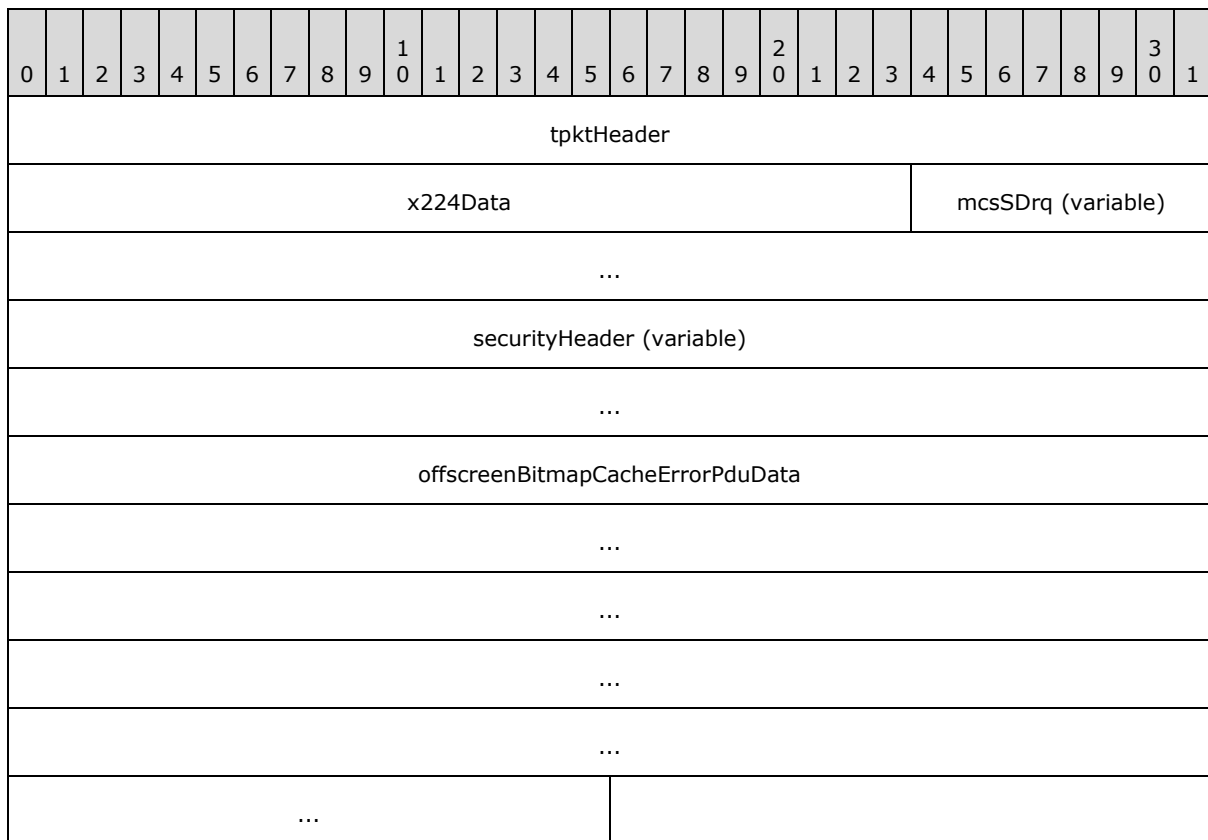 0 1 2 3 4 5 6 7 8 9 1 0 1 2 3 4 5 6 7 8 9 2 0 1 2 3 4 5 6 7 8 9 3 0 1
tpktHeader
x224Data mcsSDrq (variable)
...
securityHeader (variable)
...
offscreenBitmapCacheErrorPduData
...
...
...
...
...